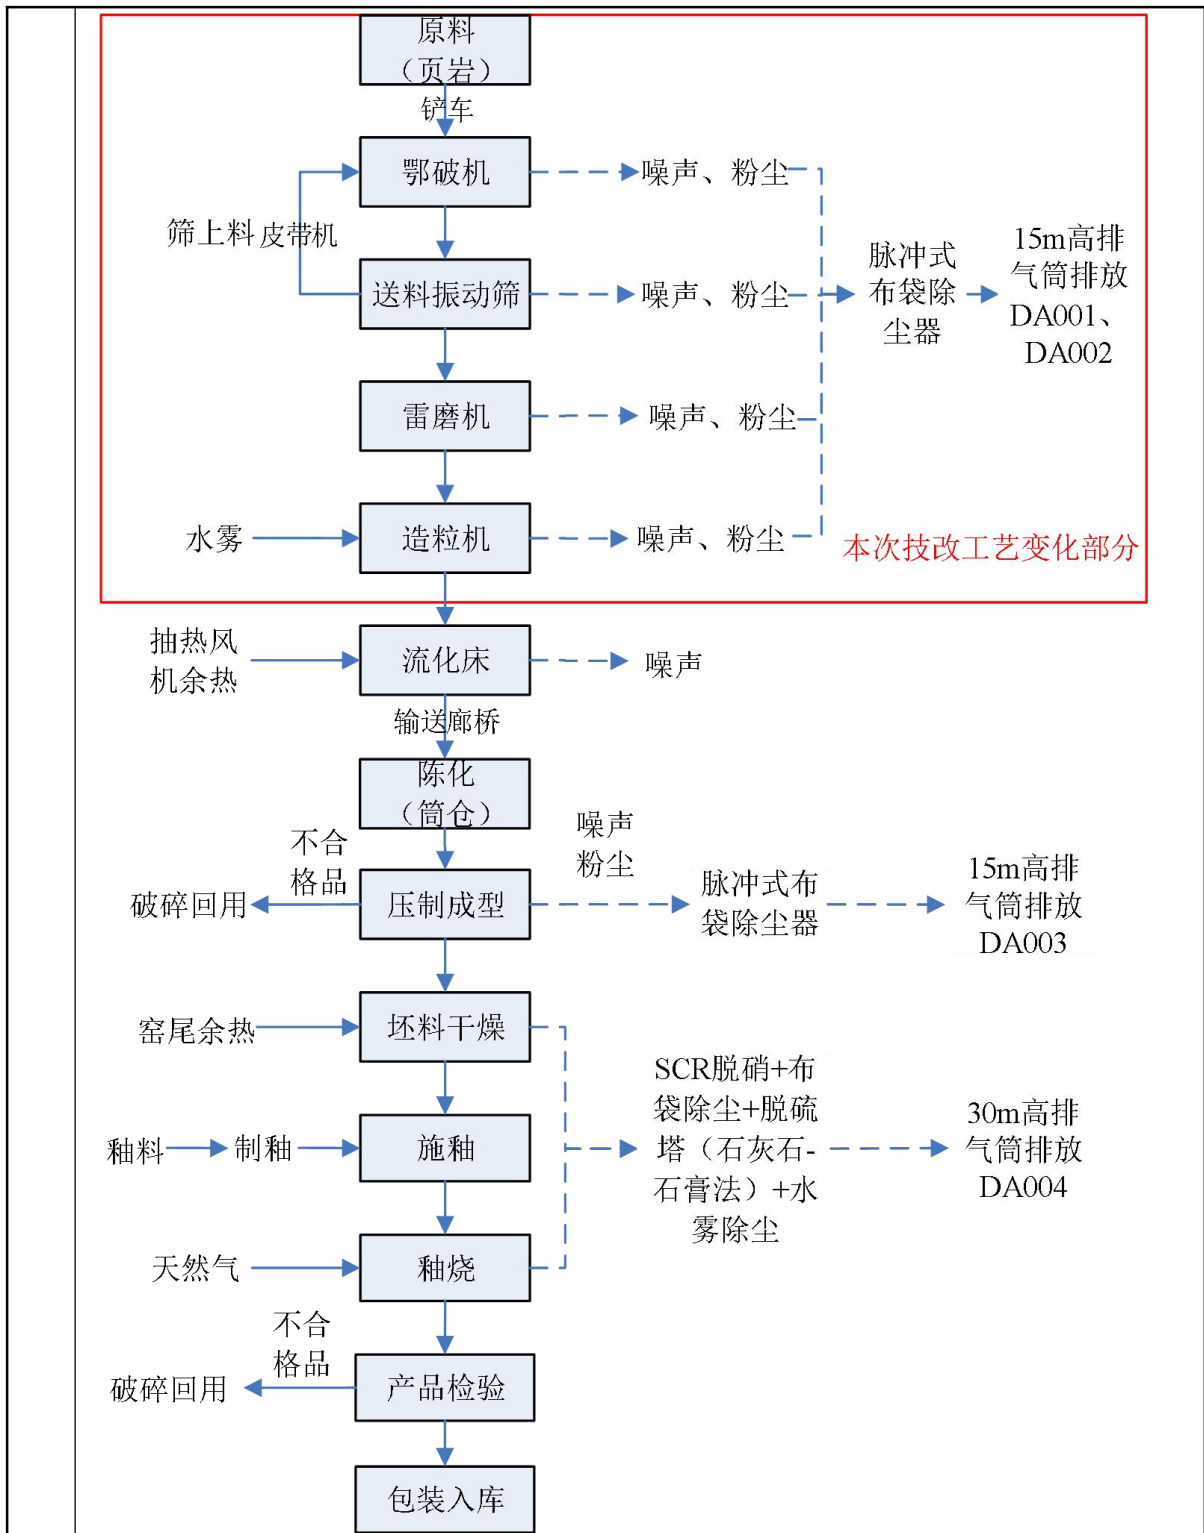 原料
（页岩）
铲车
鄂破机
噪声、粉尘
筛上料
皮带机
送料振动筛
噪声、粉尘
脉冲式
布袋除
尘器
15m高排
气筒排放
DA001、
DA002
雷磨机
噪声、粉尘
水雾
造粒机
噪声、粉尘
本次技改工艺变化部分
抽热风
机余热
流化床
噪声
输送廊桥
陈化
（筒仓）
不合
格品
噪声
粉尘
破碎回用
压制成型
脉冲式布
袋除尘器
15m高排
气筒排放
DA003
窑尾余热
坯料干燥
SCR脱硝+布
袋除尘+脱硫
塔（石灰石-
石膏法）+水
雾除尘
30m高排
气筒排放
DA004
釉料
制釉
施釉
天然气
釉烧
不合
格品
破碎回用
产品检验
包装入库